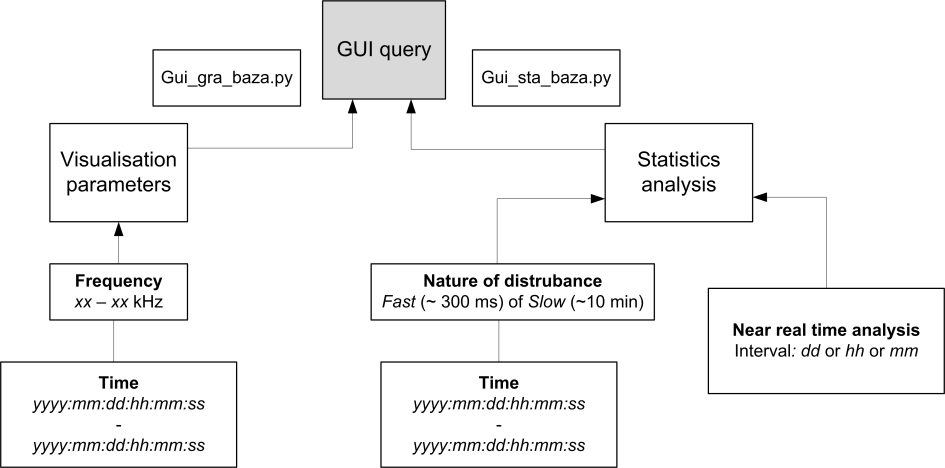 GUI query
Gui_gra_baza.py
Gui_sta_baza.py
Visualisation
parameters
Statistics
analysis
Frequency
xx – xx kHz
Nature of distrubance
Fast (~ 300 ms) of Slow (~10 min)
Near real time analysis
Interval: dd or hh or mm
Time
yyyy:mm:dd:hh:mm:ss
-
yyyy:mm:dd:hh:mm:ss
Time
yyyy:mm:dd:hh:mm:ss
-
yyyy:mm:dd:hh:mm:ss